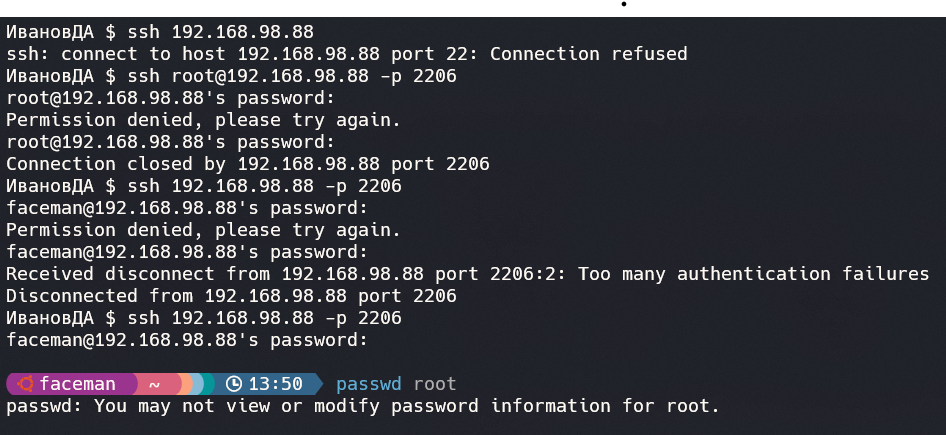 ИвановДА $ ssh 192.168.98.88
ssh: connect to host 192.168.98.88 port 22: Connection refused
ИвановДА $ ssh root@192.168.98.88 -p 2206
root@192.168.98.88's password:
Permission denied, please try again.
root@192.168.98.88's password:
Connection closed by 192.168.98.88 port 2206
ИвановДА $ ssh 192.168.98.88 -p 2206
faceman@192.168.98.88's password:
Permission denied, please try again.
faceman@192.168.98.88's password:
Received disconnect from 192.168.98.88 port 2206:2: Too many authentication failures
Disconnected from 192.168.98.88 port 2206
ИвановДА $ ssh 192.168.98.88 -p 2206
faceman@192.168.98.88's password:
faceman ~ 13:50 passwd root
passwd: You may not view or modify password information for root.